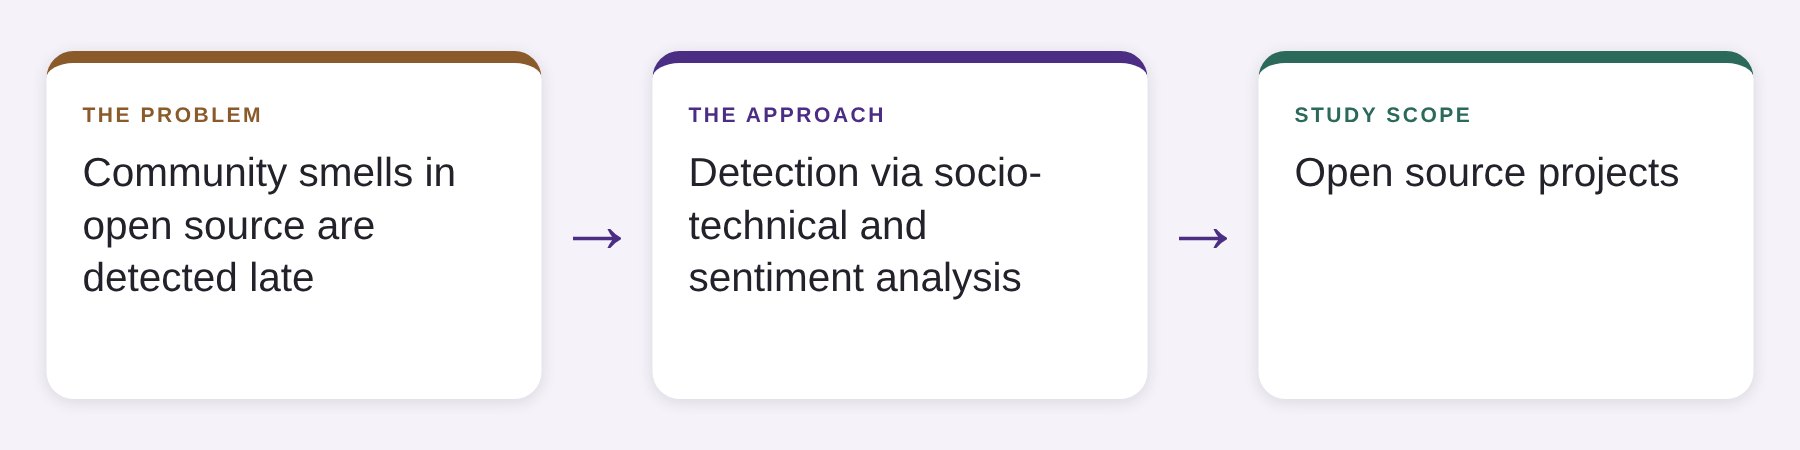 THE PROBLEM
Community smells in
open source are
detected late
→
THE APPROACH
Detection via socio-
technical and
sentiment analysis
→
STUDY SCOPE
Open source projects